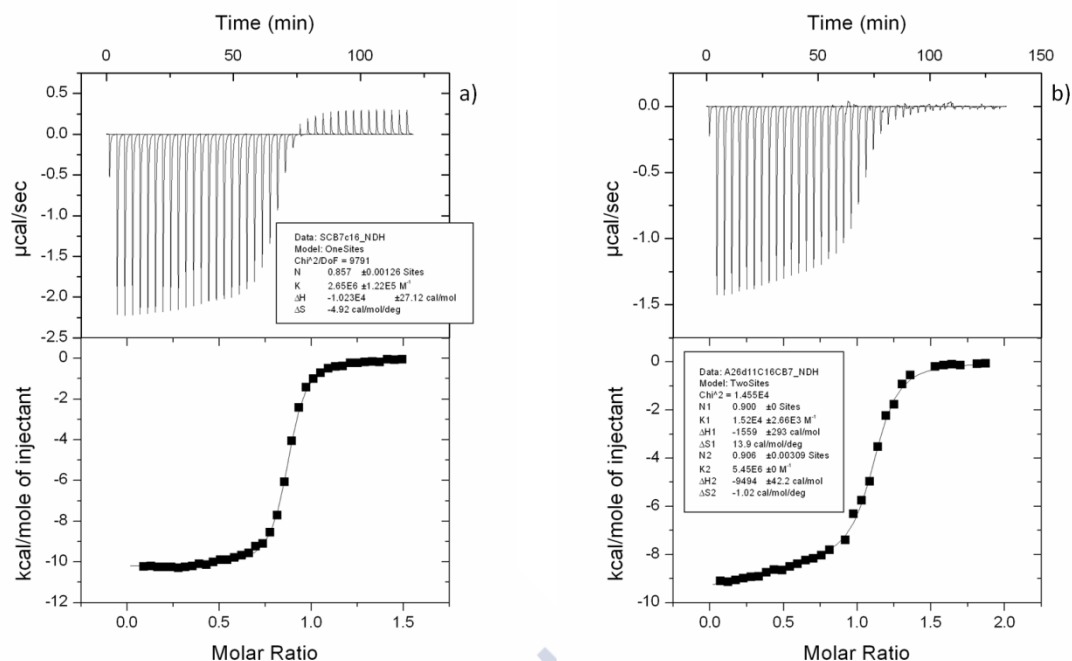 Time (min)
0 50 100
a)
0.5
0.0
-0.5
-1.0
-1.5
-2.0
-2.5
µcal/sec
Data: SCB7c16_NDH
Model: OneSites
Chi^2/DoF = 9791
N 0.857 ±0.00126 Sites
K 2.65E6 ±1.22E5 M⁻¹
ΔH -1.023E4 ±27.12 cal/mol
ΔS -4.92 cal/mol/deg
0
-2
-4
-6
-8
-10
-12
kcal/mole of injectant
0.0 0.5 1.0 1.5
Molar Ratio
Time (min)
0 50 100 150
b)
0.0
-0.5
-1.0
-1.5
µcal/sec
0
-2
-4
-6
-8
-10
kcal/mole of injectant
Data: A26d11C16CB7_NDH
Model: TwoSites
Chi^2 = 1.455E4
N1 0.900 ±0 Sites
K1 1.52E4 ±2.66E3 M⁻¹
ΔH1 -1559 ±293 cal/mol
ΔS1 13.9 cal/mol/deg
N2 0.906 ±0.00309 Sites
K2 5.45E6 ±0 M⁻¹
ΔH2 -9494 ±42.2 cal/mol
ΔS2 -1.02 cal/mol/deg
0.0 0.5 1.0 1.5 2.0
Molar Ratio